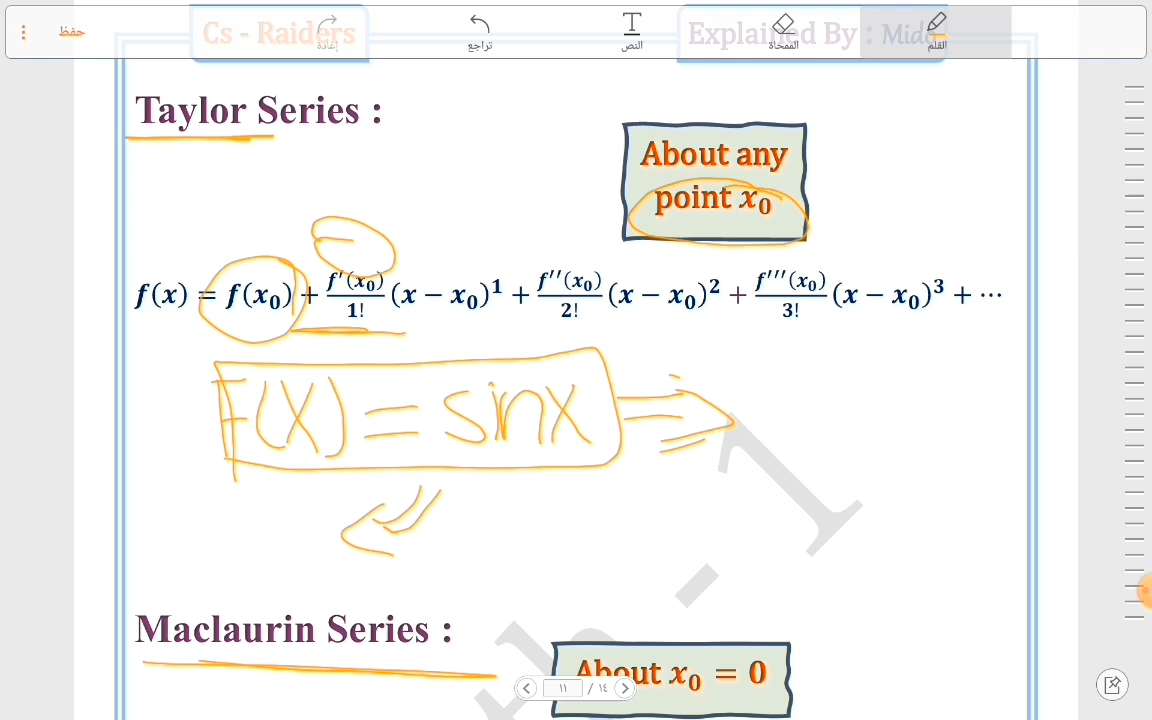 حفظ
إعادة
تراجع
النص
الممحاة
القلم
Cs - Raiders
Explained By : Mido
Taylor Series :
About any
point x₀
f(x) = f(x₀) + f′(x₀)/1! (x − x₀)¹ + f′′(x₀)/2! (x − x₀)² + f′′′(x₀)/3! (x − x₀)³ + ⋯
F(X) = sinx
Maclaurin Series :
About x₀ = 0
١١ / ١٤